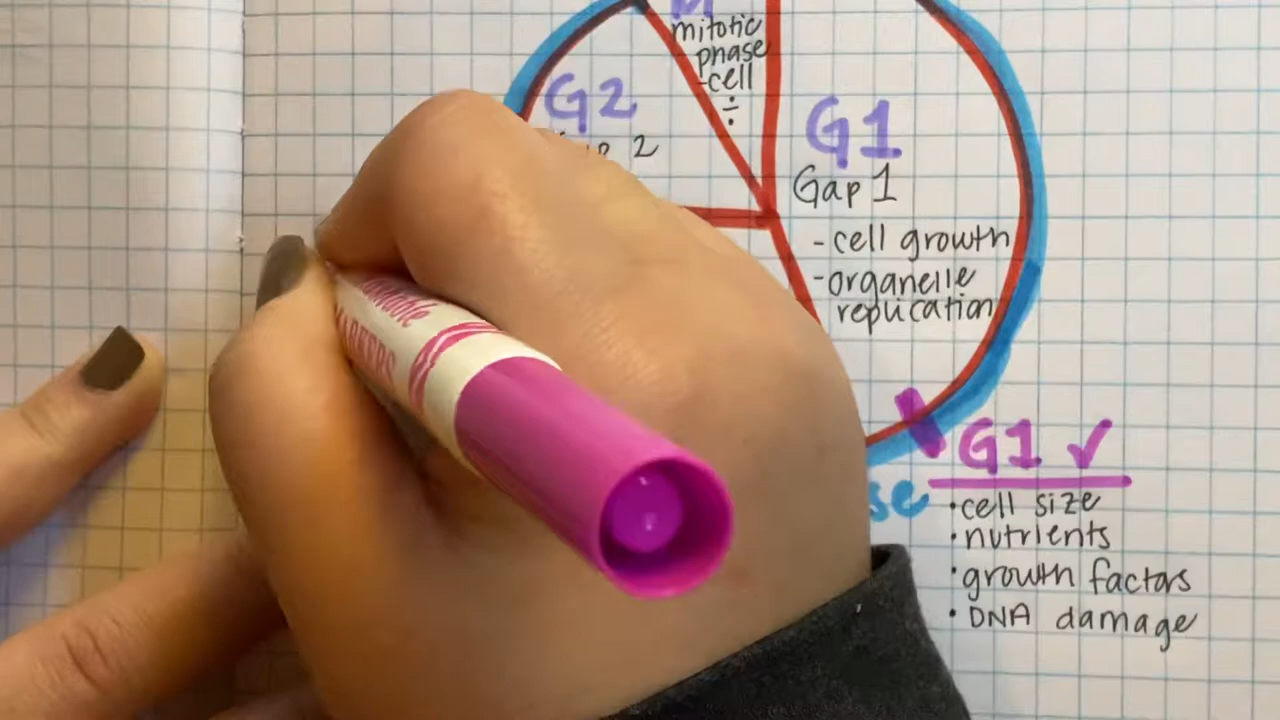 M
mitotic
phase
-cell
÷
G2
2
G1
Gap 1
- cell growth
- organelle
replication
G1 ✓
• cell size
• nutrients
• growth factors
• DNA damage